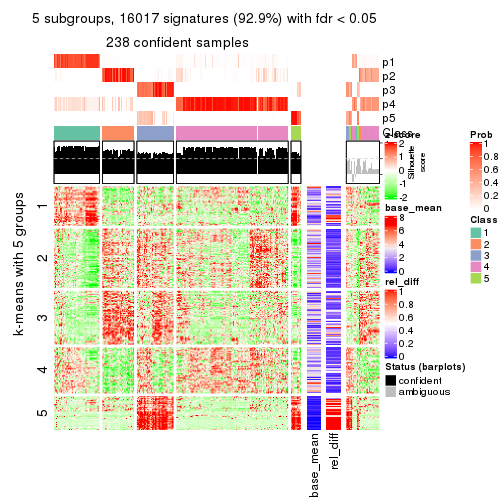 5 subgroups, 16017 signatures (92.9%) with fdr < 0.05
238 confident samples
p1
p2
p3
p4
p5
Class
z-score
2
1
0
-1
-2
Silhouette
score
Prob
1
0.8
0.6
0.4
0.2
0
base_mean
8
6
4
2
0
Class
1
2
3
4
5
rel_diff
1
0.8
0.6
0.4
0.2
0
Status (barplots)
confident
ambiguous
k-means with 5 groups
1
2
3
4
5
base_mean
rel_diff